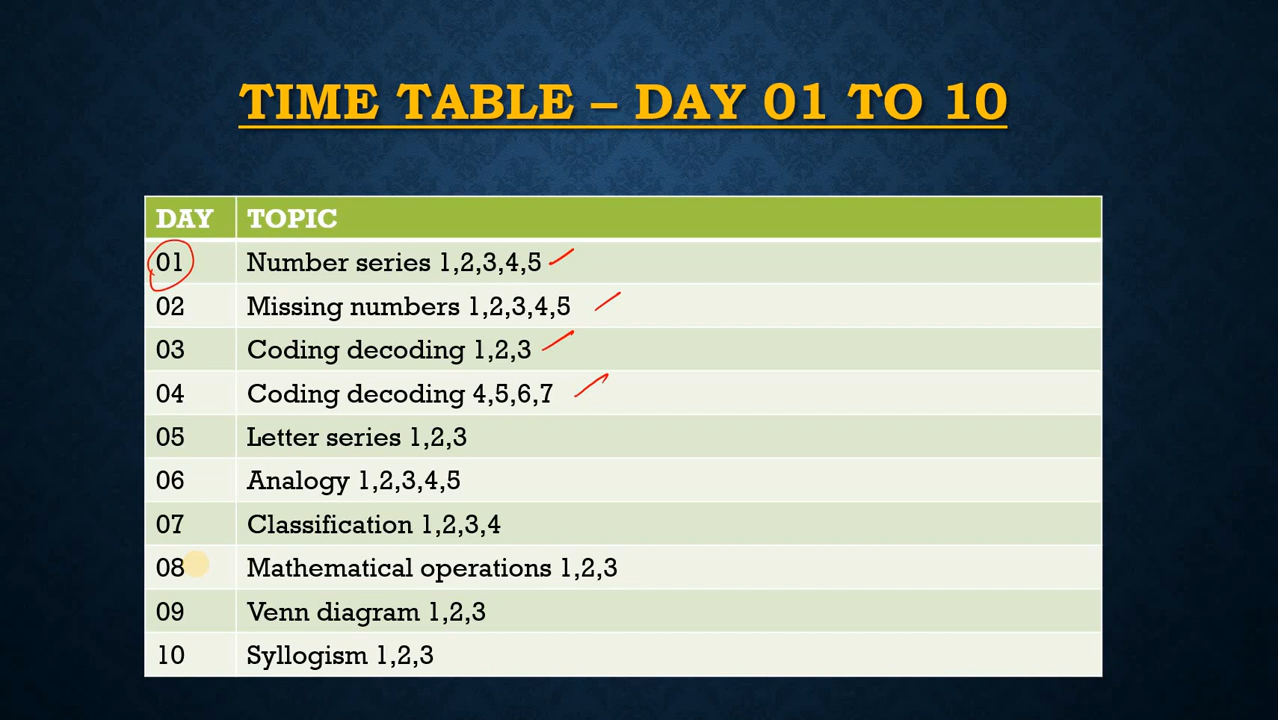 TIME TABLE – DAY 01 TO 10
DAY TOPIC
01 Number series 1,2,3,4,5
02 Missing numbers 1,2,3,4,5
03 Coding decoding 1,2,3
04 Coding decoding 4,5,6,7
05 Letter series 1,2,3
06 Analogy 1,2,3,4,5
07 Classification 1,2,3,4
08 Mathematical operations 1,2,3
09 Venn diagram 1,2,3
10 Syllogism 1,2,3